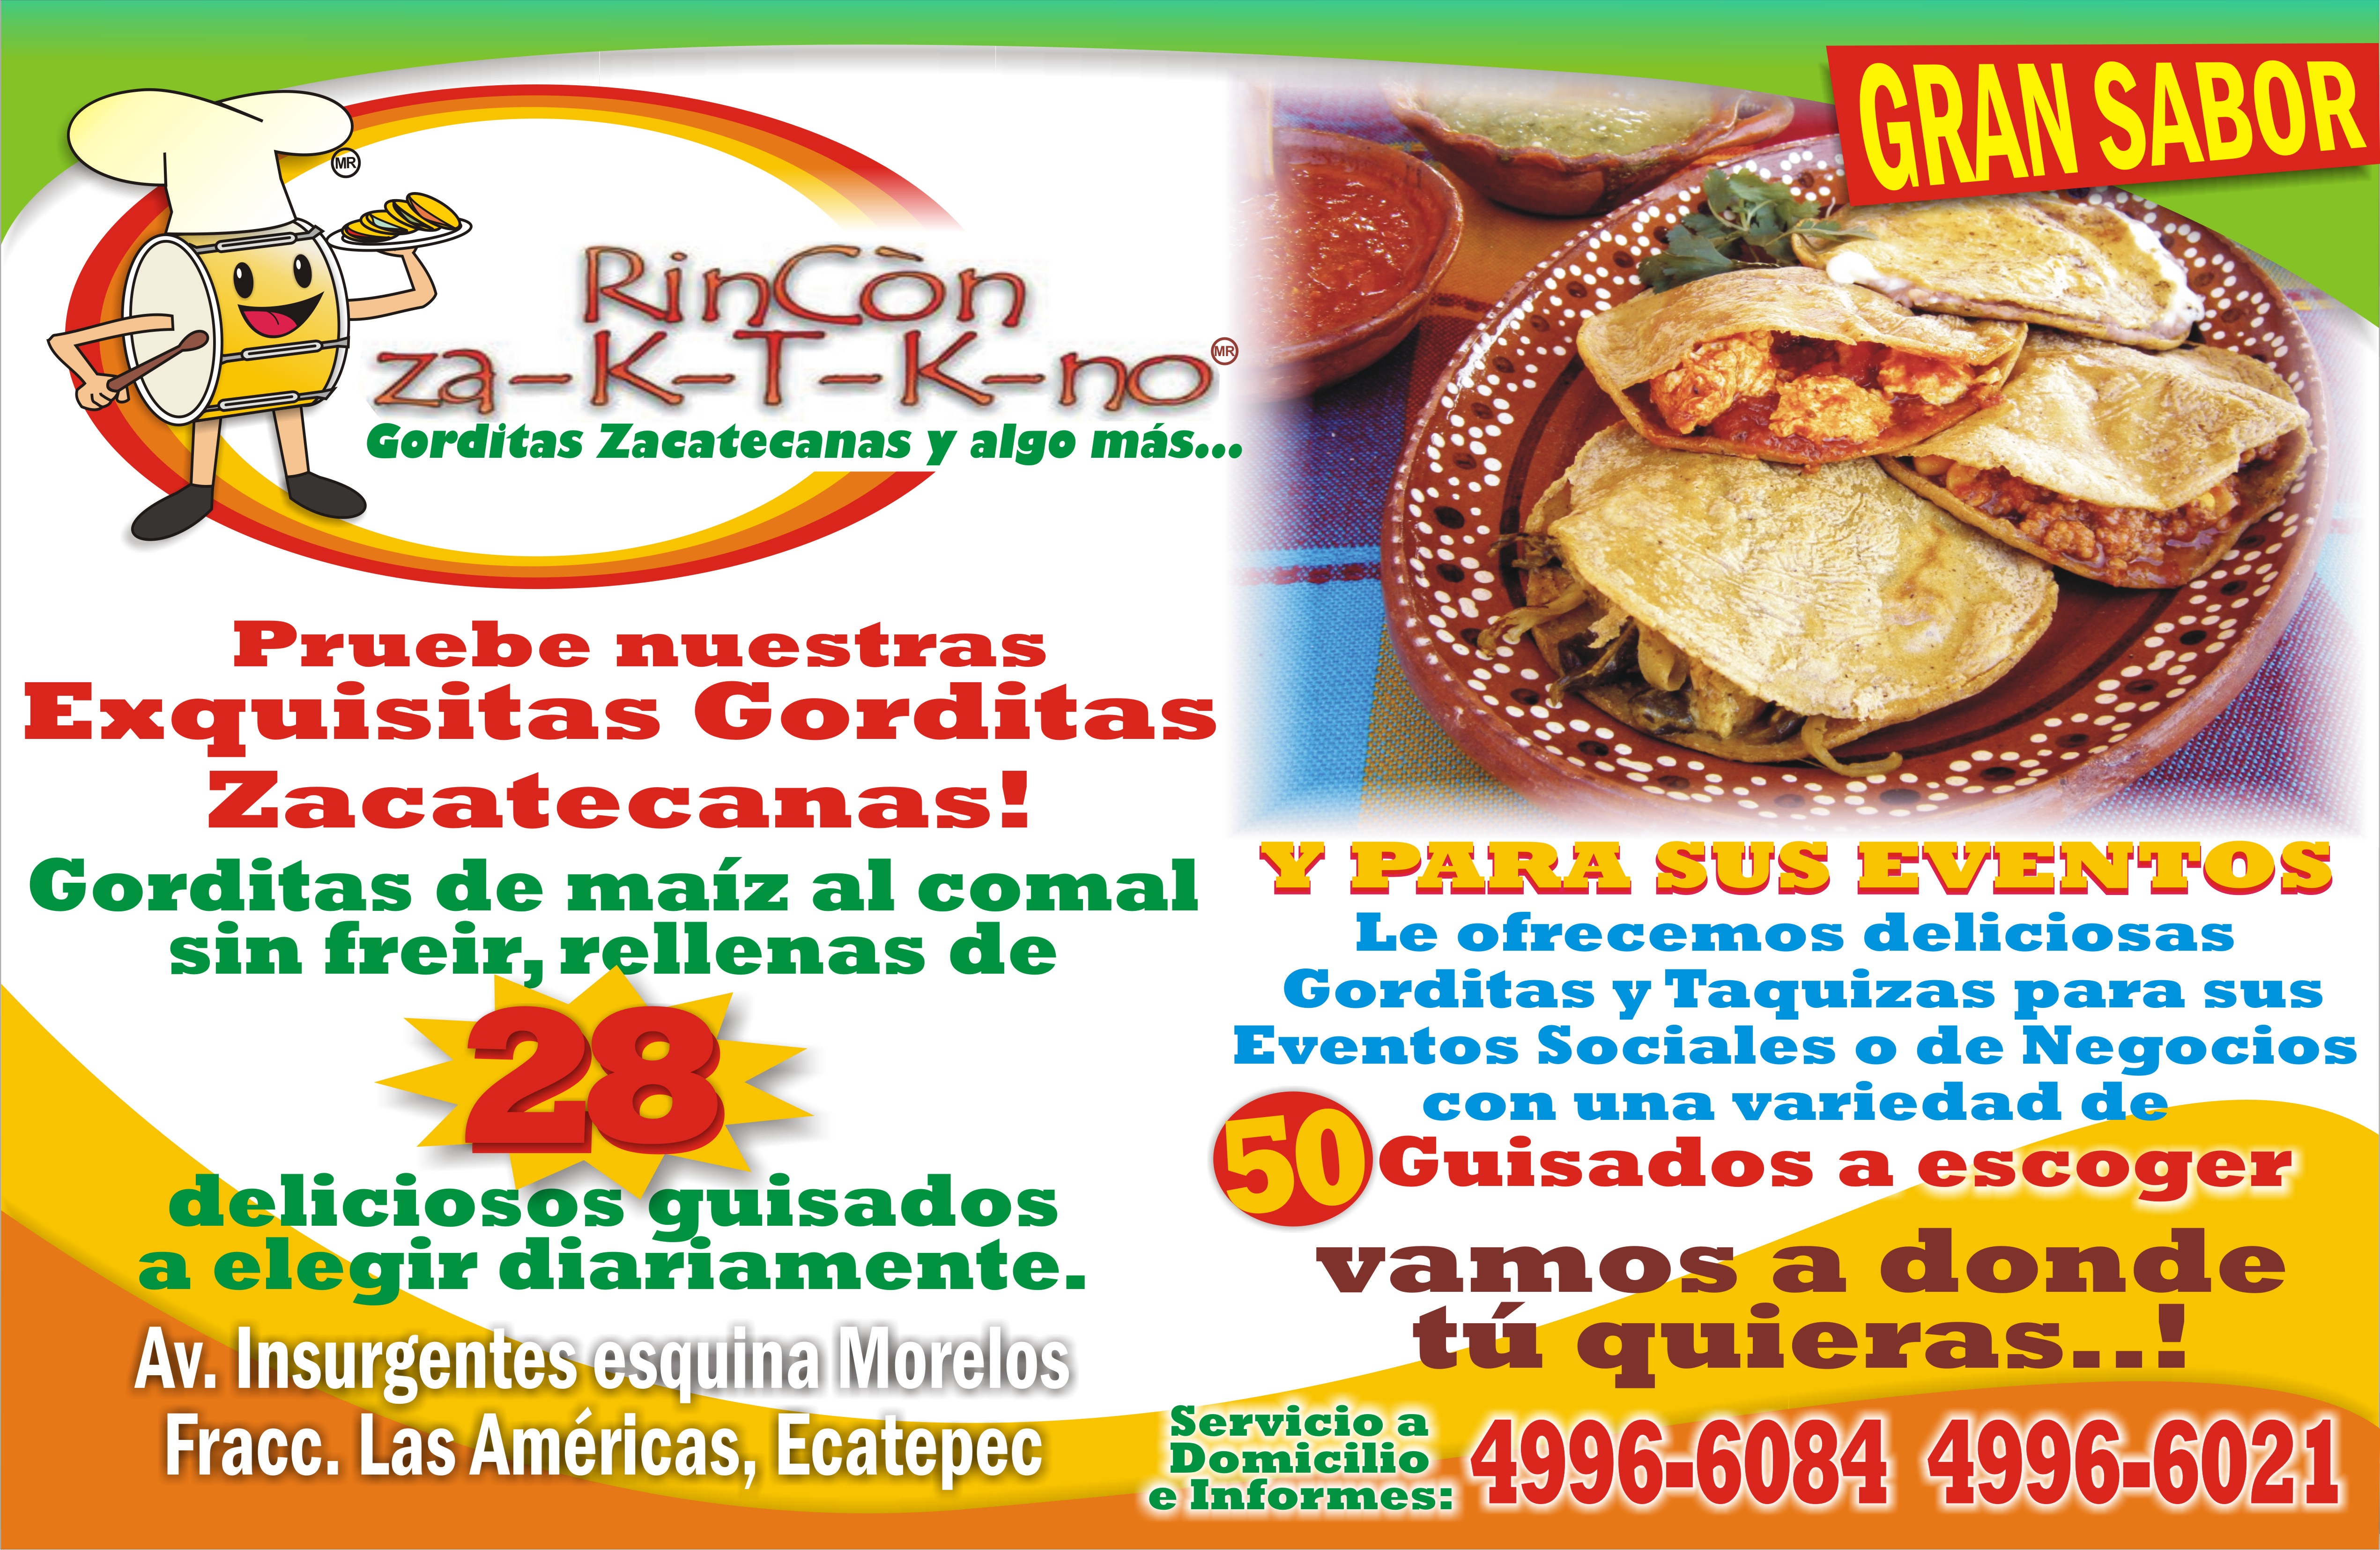 GRAN SABOR
MR
RinCòn
za-K-T-K-no MR
Gorditas Zacatecanas y algo más...
Pruebe nuestras
Exquisitas Gorditas
Zacatecanas!
Gorditas de maíz al comal
sin freir, rellenas de
28
deliciosos guisados
a elegir diariamente.
Av. Insurgentes esquina Morelos
Fracc. Las Américas, Ecatepec
Y PARA SUS EVENTOS
Le ofrecemos deliciosas
Gorditas y Taquizas para sus
Eventos Sociales o de Negocios
con una variedad de
50 Guisados a escoger
vamos a donde
tú quieras..!
Servicio a
Domicilio
e Informes: 4996-6084 4996-6021